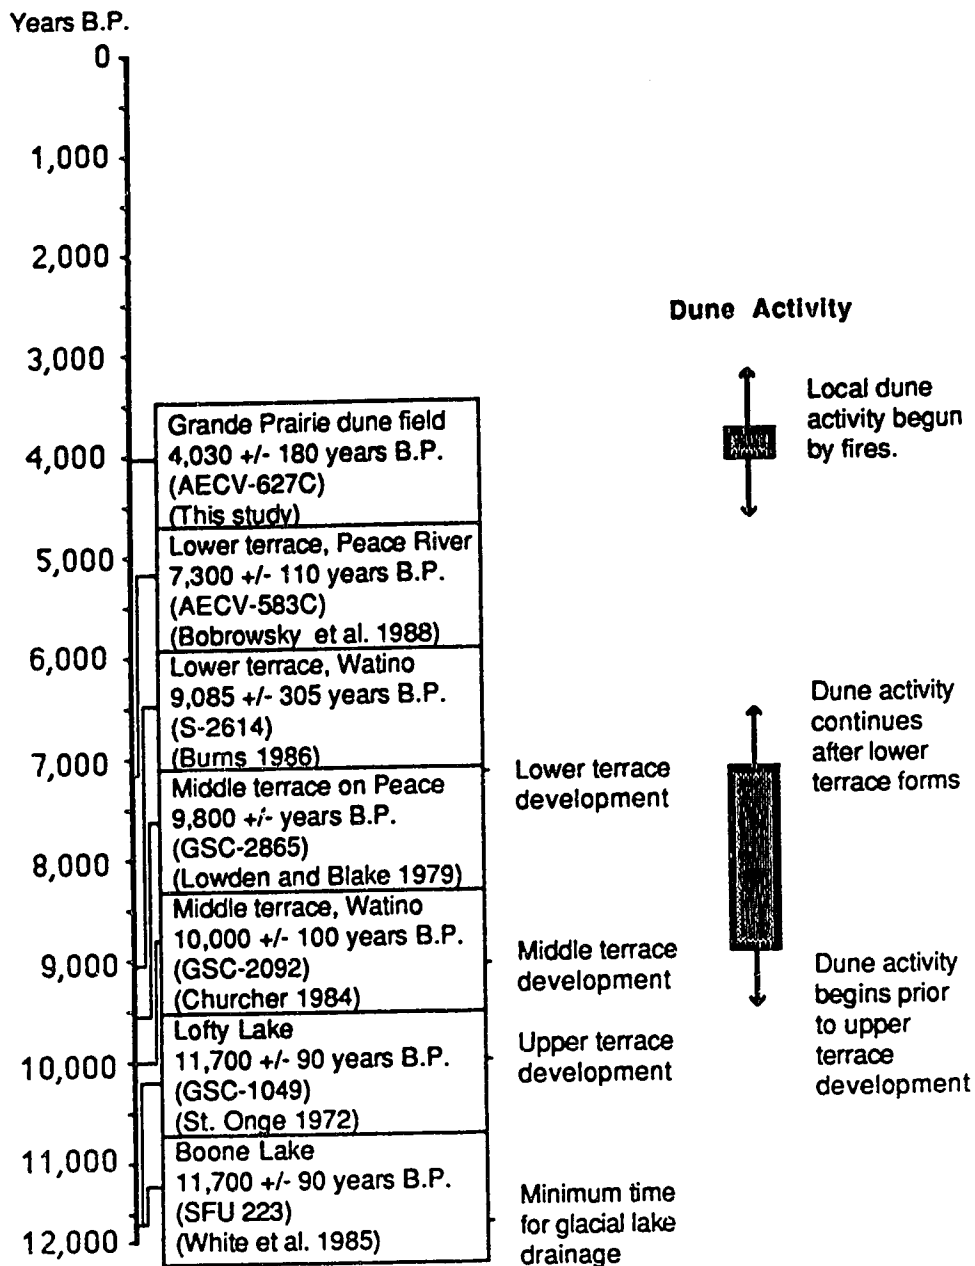 Years B.P.
0
1,000
2,000
3,000
4,000
5,000
6,000
7,000
8,000
9,000
10,000
11,000
12,000
Grande Prairie dune field
4,030 +/- 180 years B.P.
(AECV-627C)
(This study)
Lower terrace, Peace River
7,300 +/- 110 years B.P.
(AECV-583C)
(Bobrowsky et al. 1988)
Lower terrace, Watino
9,085 +/- 305 years B.P.
(S-2614)
(Burns 1986)
Middle terrace on Peace
9,800 +/- years B.P.
(GSC-2865)
(Lowden and Blake 1979)
Middle terrace, Watino
10,000 +/- 100 years B.P.
(GSC-2092)
(Churcher 1984)
Lofty Lake
11,700 +/- 90 years B.P.
(GSC-1049)
(St. Onge 1972)
Boone Lake
11,700 +/- 90 years B.P.
(SFU 223)
(White et al. 1985)
Lower terrace
development
Middle terrace
development
Upper terrace
development
Minimum time
for glacial lake
drainage
Dune Activity
Local dune
activity begun
by fires.
Dune activity
continues
after lower
terrace forms
Dune activity
begins prior
to upper
terrace
development